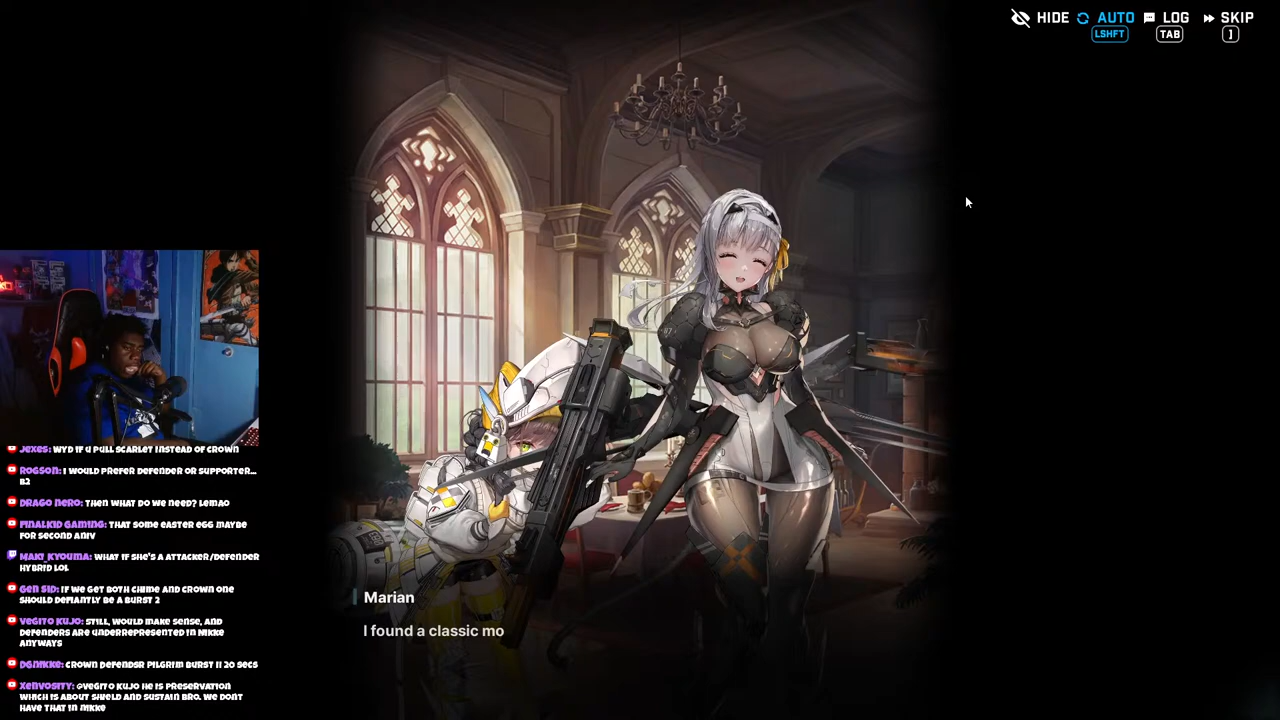 HIDE AUTO LOG SKIP
LSHFT TAB ]
JEXES: WYD IF U PULL SCARLET INSTEAD OF CROWN
ROGSON: I WOULD PREFER DEFENDER OR SUPPORTER...
B2
DRAGO NERO: THEN WHAT DO WE NEED? LEMAO
FINALKID GAMING: THAT SOME EASTER EGG MAYBE
FOR SECOND ANIV
MAKI_KYOUMA: WHAT IF SHE'S A ATTACKER/DEFENDER
HYBRID LOL
GEN SID: IF WE GET BOTH CHIME AND CROWN ONE
SHOULD DEFIANTLY BE A BURST 2
VEGITO KUJO: STILL, WOULD MAKE SENSE, AND
DEFENDERS ARE UNDERREPRESENTED IN NIKKE
ANYWAYS
DGNIKKE: CROWN DEFENDSR PILGRIM BURST II 20 SECS
XENVOSITY: @VEGITO KUJO HE IS PRESERVATION
WHICH IS ABOUT SHIELD AND SUSTAIN BRO. WE DONT
HAVE THAT IN NIKKE
Marian
I found a classic mo